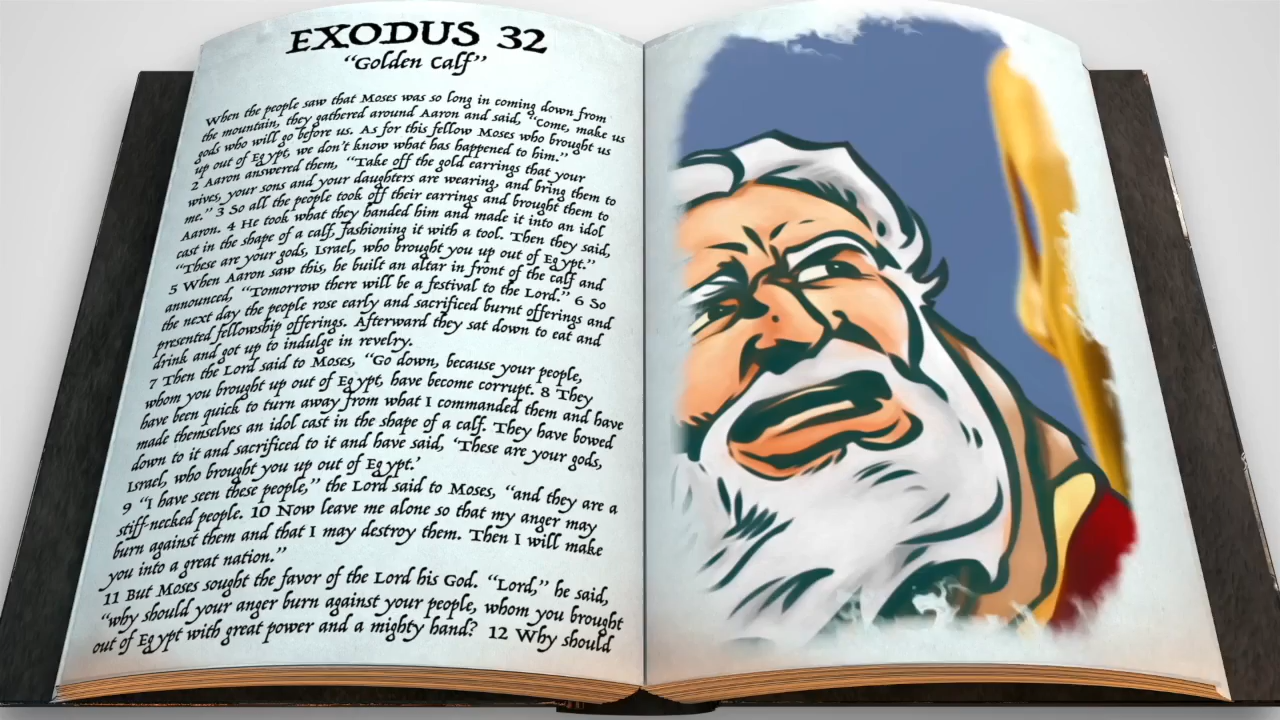 EXODUS 32
“Golden Calf”
When the people saw that Moses was so long in coming down from
the mountain, they gathered around Aaron and said, “Come, make us
gods who will go before us. As for this fellow Moses who brought us
up out of Egypt, we don’t know what has happened to him.”
2 Aaron answered them, “Take off the gold earrings that your
wives, your sons and your daughters are wearing, and bring them to
me.” 3 So all the people took off their earrings and brought them to
Aaron. 4 He took what they handed him and made it into an idol
cast in the shape of a calf, fashioning it with a tool. Then they said,
“These are your gods, Israel, who brought you up out of Egypt.”
5 When Aaron saw this, he built an altar in front of the calf and
announced, “Tomorrow there will be a festival to the Lord.” 6 So
the next day the people rose early and sacrificed burnt offerings and
presented fellowship offerings. Afterward they sat down to eat and
drink and got up to indulge in revelry.
7 Then the Lord said to Moses, “Go down, because your people,
whom you brought up out of Egypt, have become corrupt. 8 They
have been quick to turn away from what I commanded them and have
made themselves an idol cast in the shape of a calf. They have bowed
down to it and sacrificed to it and have said, ‘These are your gods,
Israel, who brought you up out of Egypt.’
9 “I have seen these people,” the Lord said to Moses, “and they are a
stiff-necked people. 10 Now leave me alone so that my anger may
burn against them and that I may destroy them. Then I will make
you into a great nation.”
11 But Moses sought the favor of the Lord his God. “Lord,” he said,
“why should your anger burn against your people, whom you brought
out of Egypt with great power and a mighty hand? 12 Why should